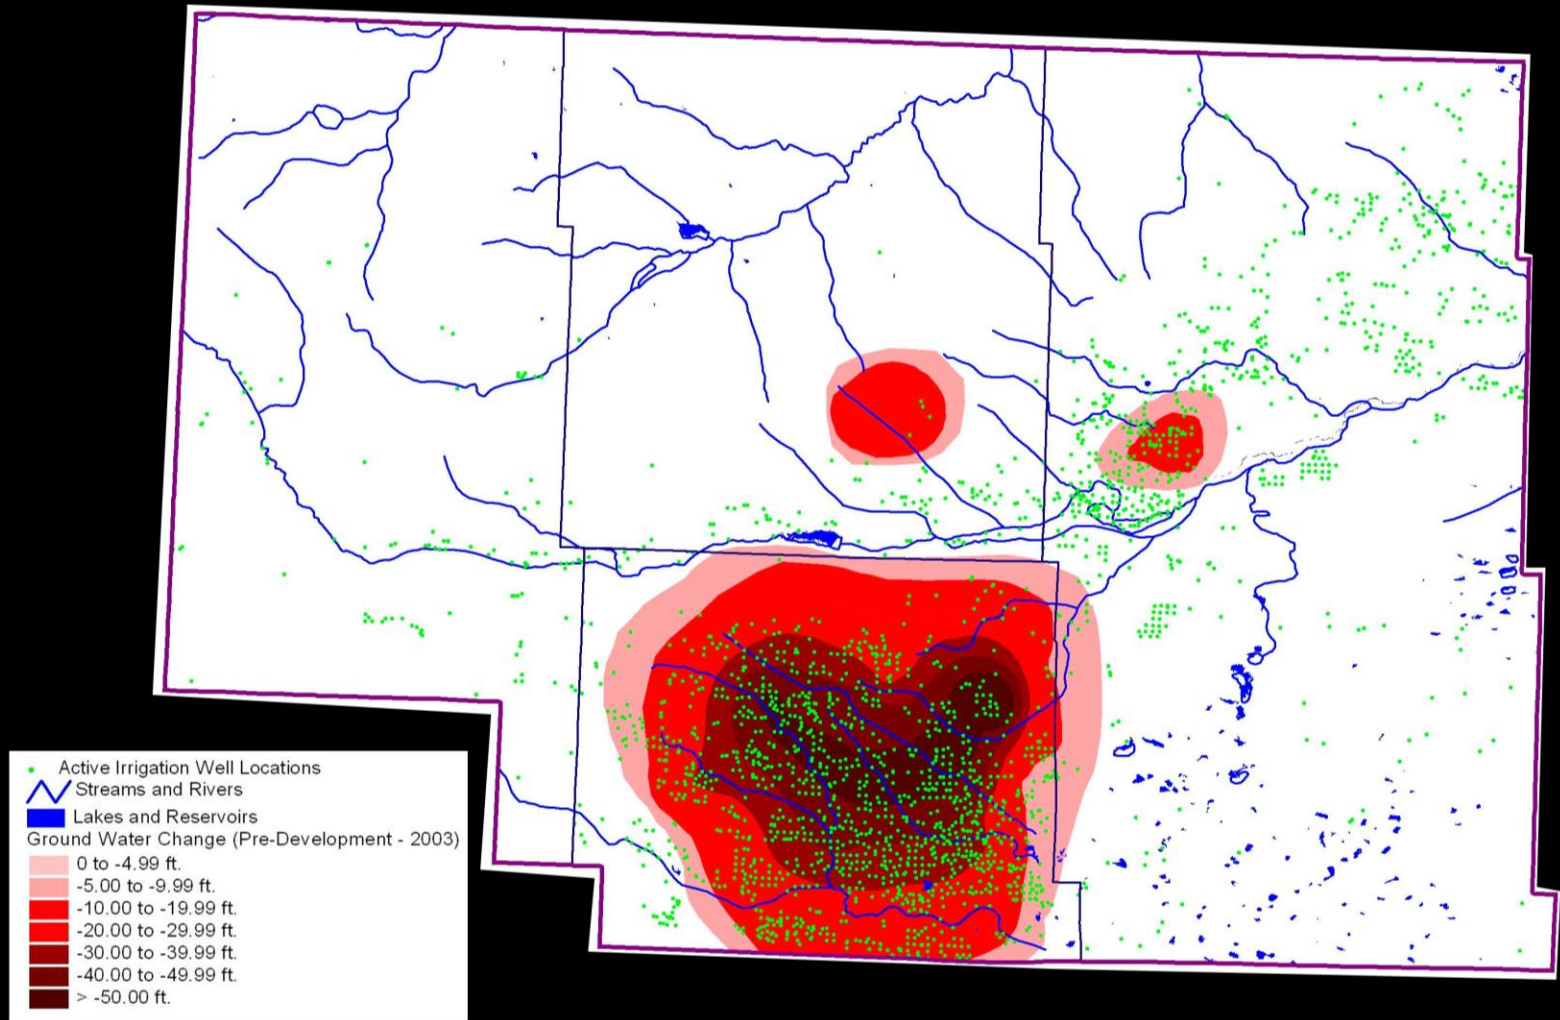 Active Irrigation Well Locations
Streams and Rivers
Lakes and Reservoirs
Ground Water Change (Pre-Development - 2003)
0 to -4.99 ft.
-5.00 to -9.99 ft.
-10.00 to -19.99 ft.
-20.00 to -29.99 ft.
-30.00 to -39.99 ft.
-40.00 to -49.99 ft.
> -50.00 ft.